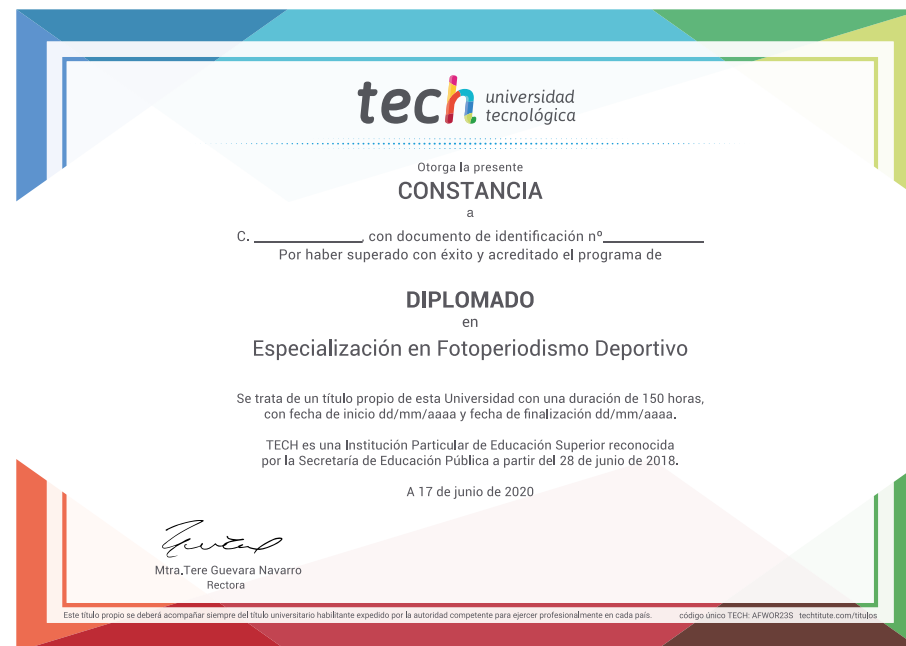 tech universidad
tecnológica
Otorga la presente
CONSTANCIA
a
C. ____________, con documento de identificación nº____________
Por haber superado con éxito y acreditado el programa de
DIPLOMADO
en
Especialización en Fotoperiodismo Deportivo
Se trata de un título propio de esta Universidad con una duración de 150 horas,
con fecha de inicio dd/mm/aaaa y fecha de finalización dd/mm/aaaa.
TECH es una Institución Particular de Educación Superior reconocida
por la Secretaría de Educación Pública a partir del 28 de junio de 2018.
A 17 de junio de 2020
Mtra.Tere Guevara Navarro
Rectora
Este título propio se deberá acompañar siempre del título universitario habilitante expedido por la autoridad competente para ejercer profesionalmente en cada país. código único TECH: AFWOR23S techtitute.com/títulos